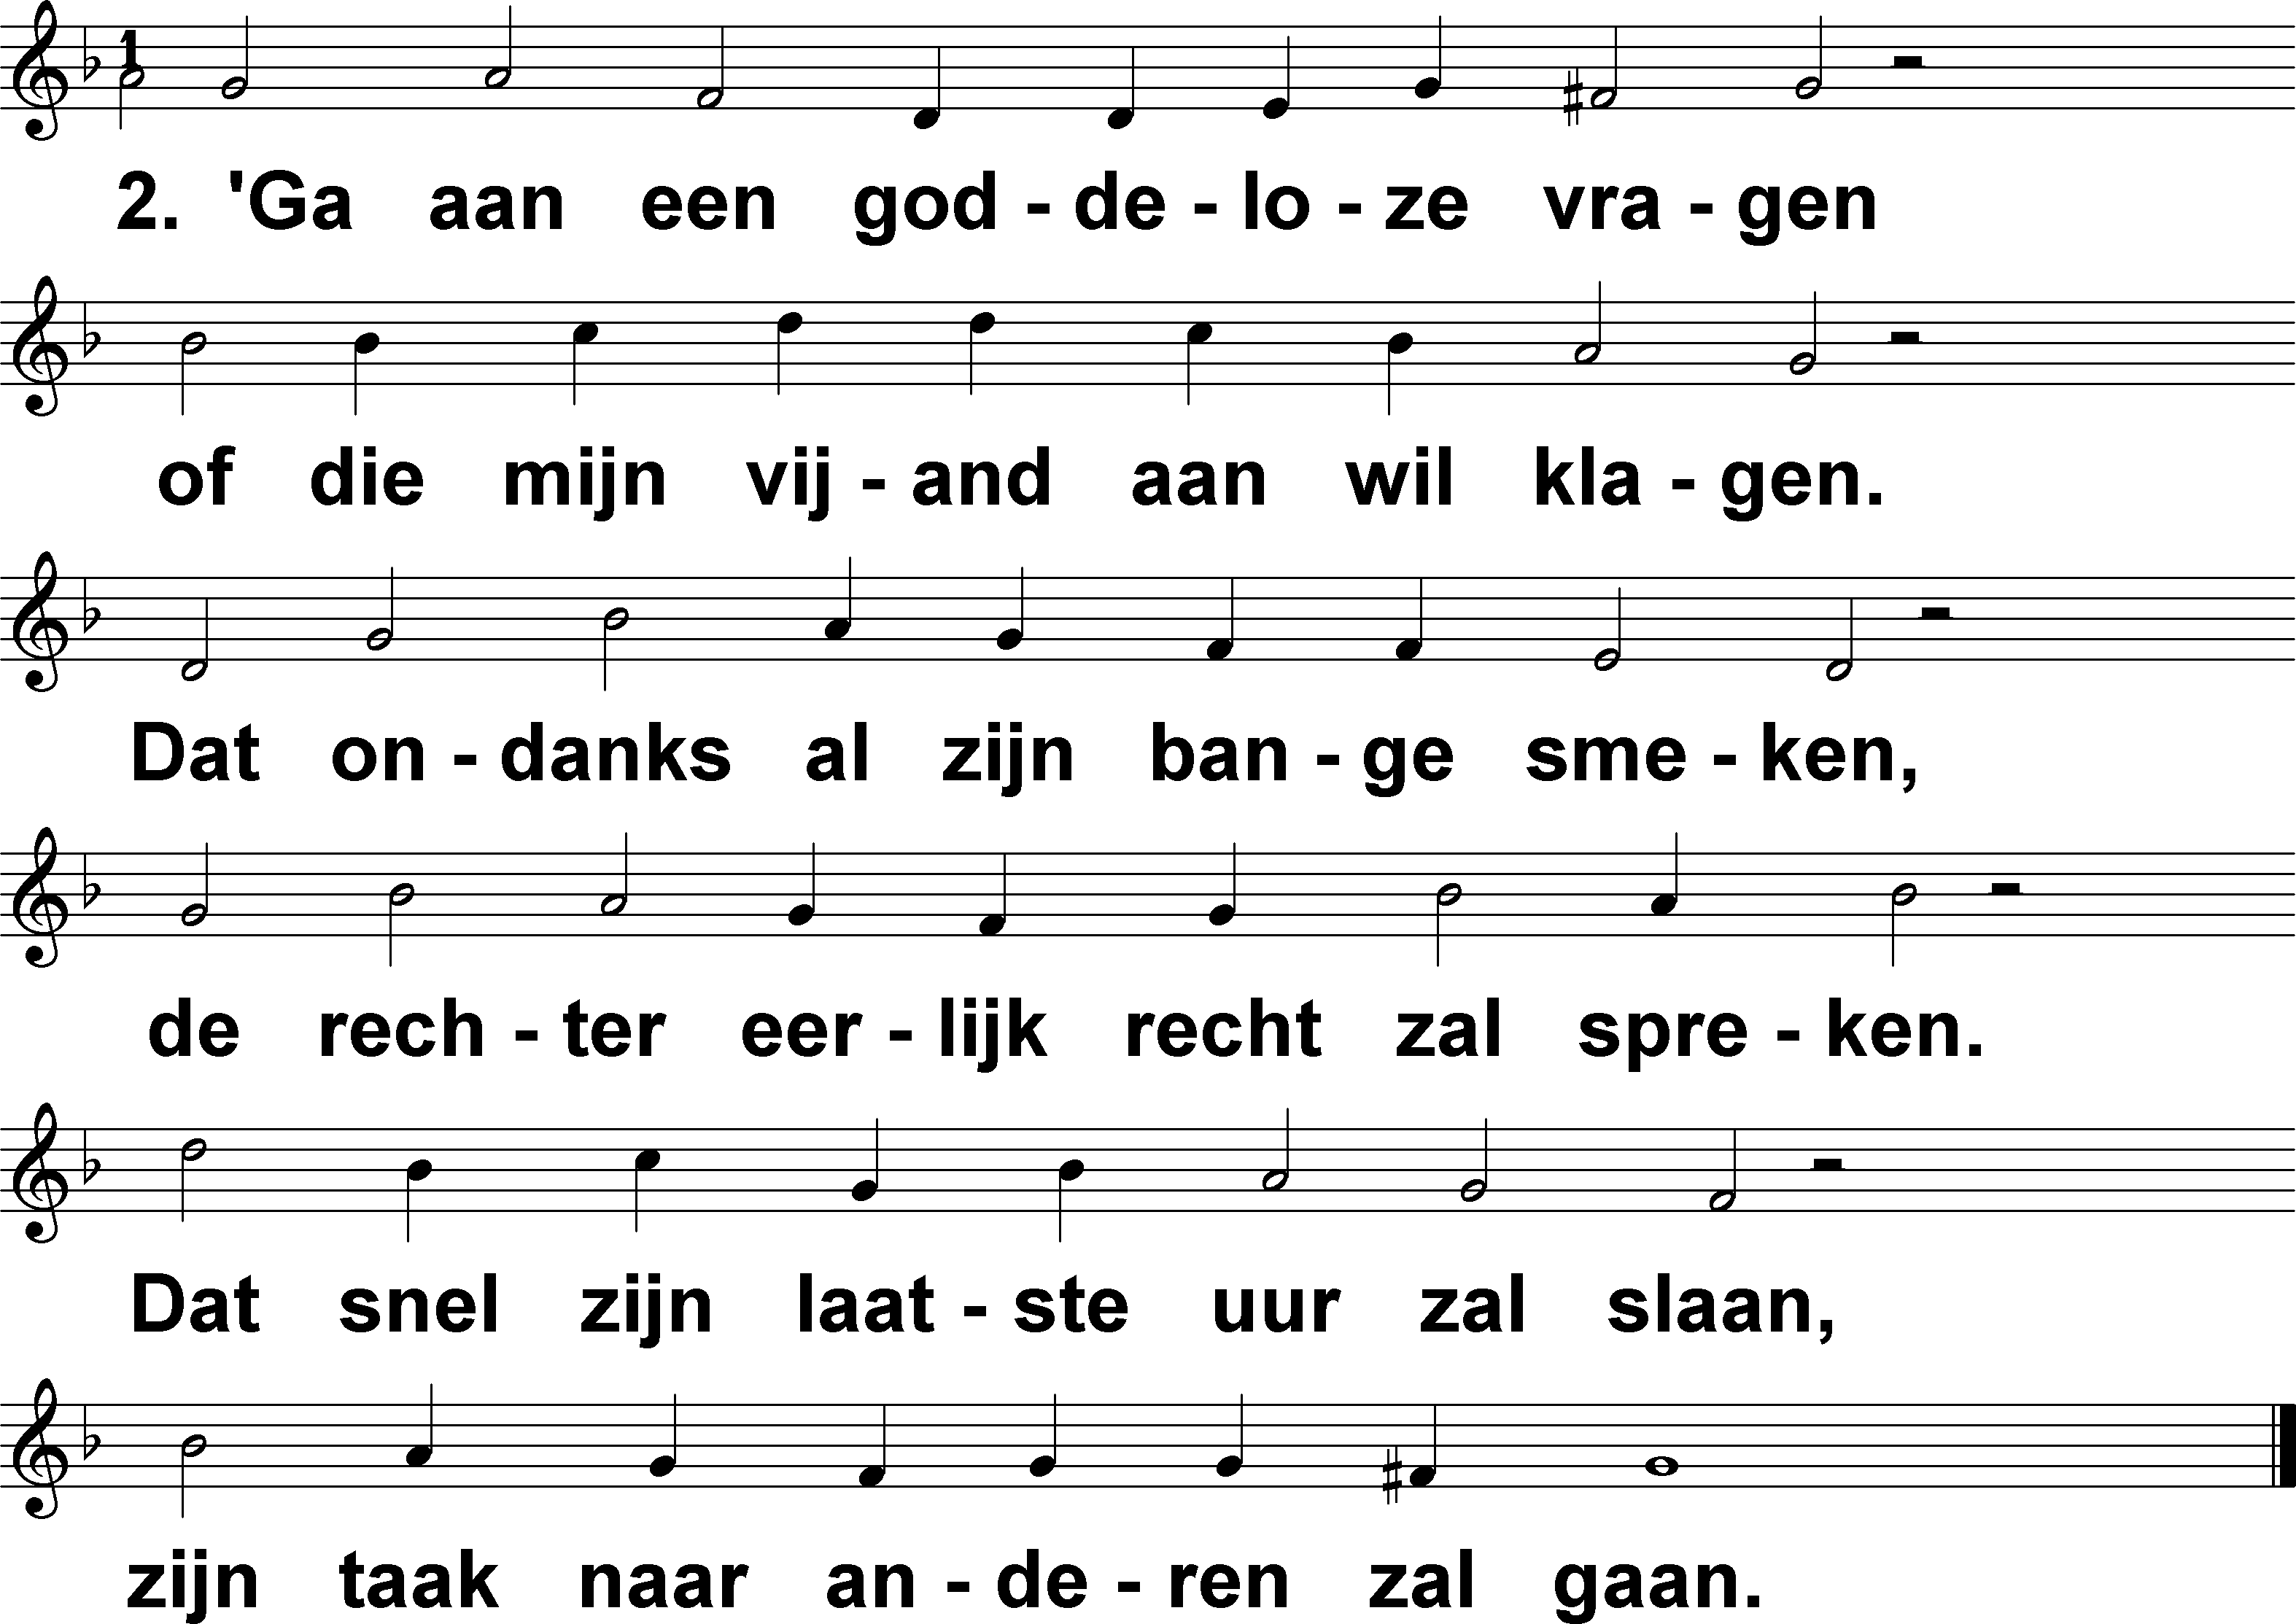 1
2. 'Ga aan een god - de - lo - ze vra - gen
of die mijn vij - and aan wil kla - gen.
Dat on - danks al zijn ban - ge sme - ken,
de rech - ter eer - lijk recht zal spre - ken.
Dat snel zijn laat - ste uur zal slaan,
zijn taak naar an - de - ren zal gaan.